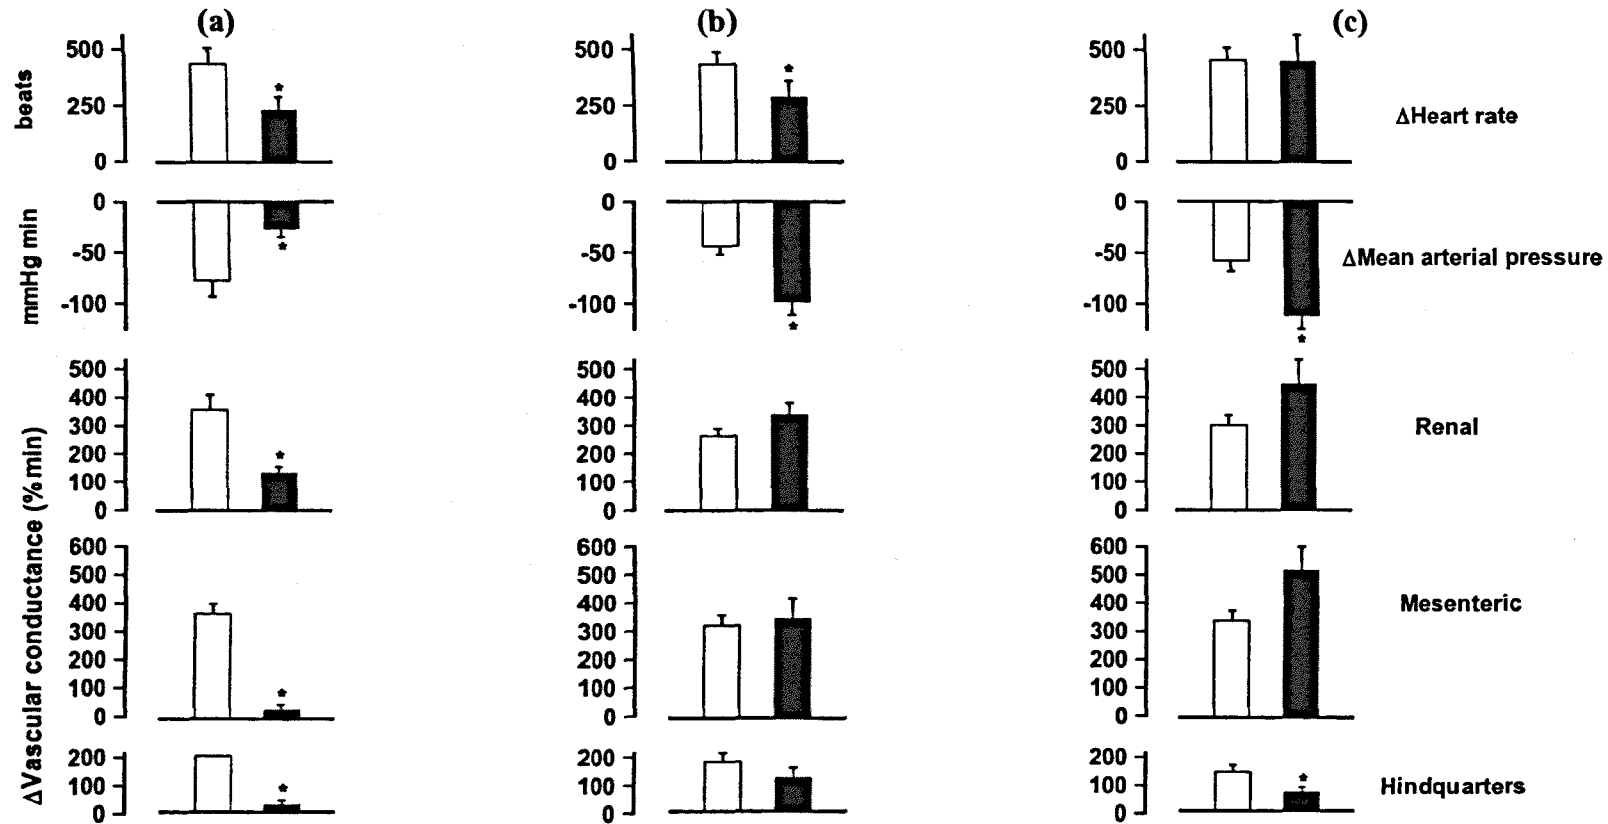 (a) (b) (c)
500 500 500
beats
250 250 250
ΔHeart rate
0 0 0
* *
0 0 0
mmHg min
-50 -50 -50
ΔMean arterial pressure
-100 -100 -100
* * *
500 500 500
400 400 400
300 300 300
Renal
200 200 200
100 100 100
0 0 0
*
ΔVascular conductance (%min)
600 600 600
500 500 500
400 400 400
Mesenteric
300 300 300
200 200 200
100 100 100
0 0 0
*
200 200 200
100 100 100
Hindquarters
0 0 0
* *